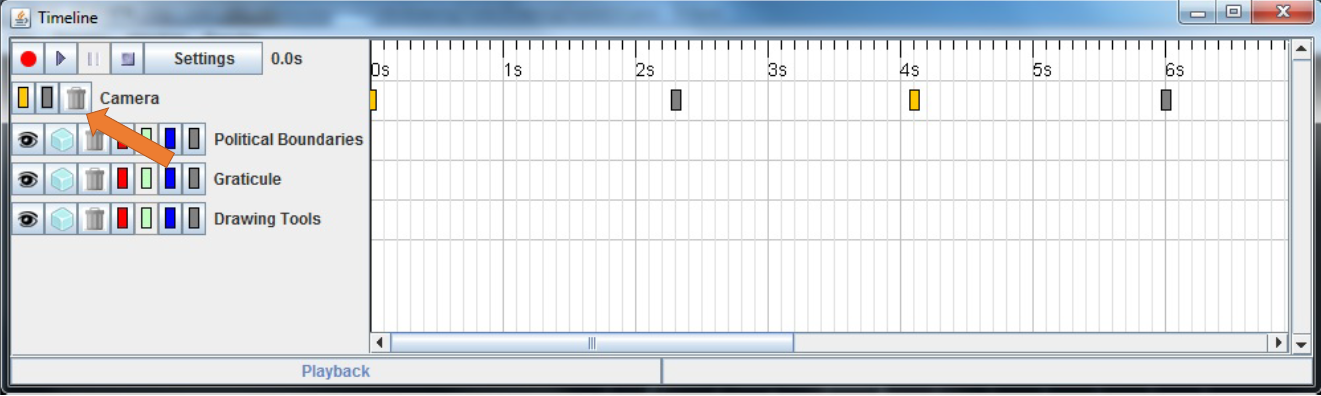 Timeline
Settings 0.0s
0s 1s 2s 3s 4s 5s 6s
Camera
Political Boundaries
Graticule
Drawing Tools
Playback